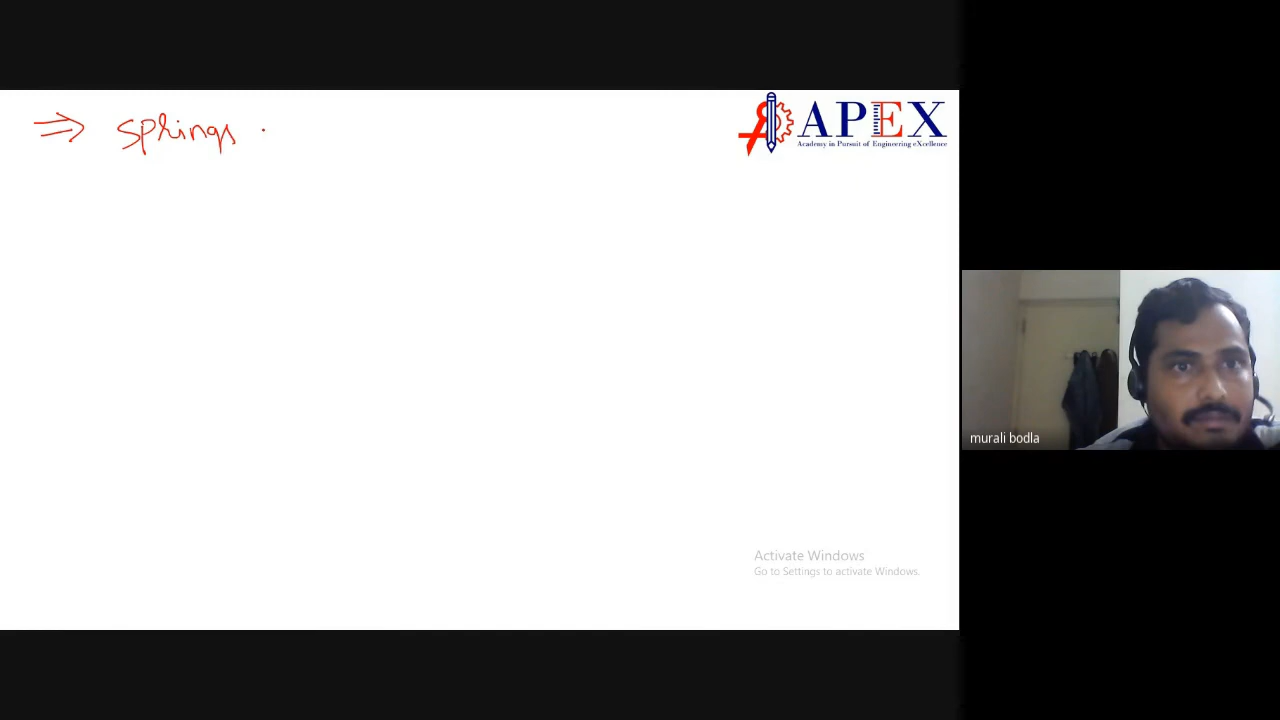 ⇒ Springs :
APEX
Academy in Pursuit of Engineering eXcellence
murali bodla
Activate Windows
Go to Settings to activate Windows.